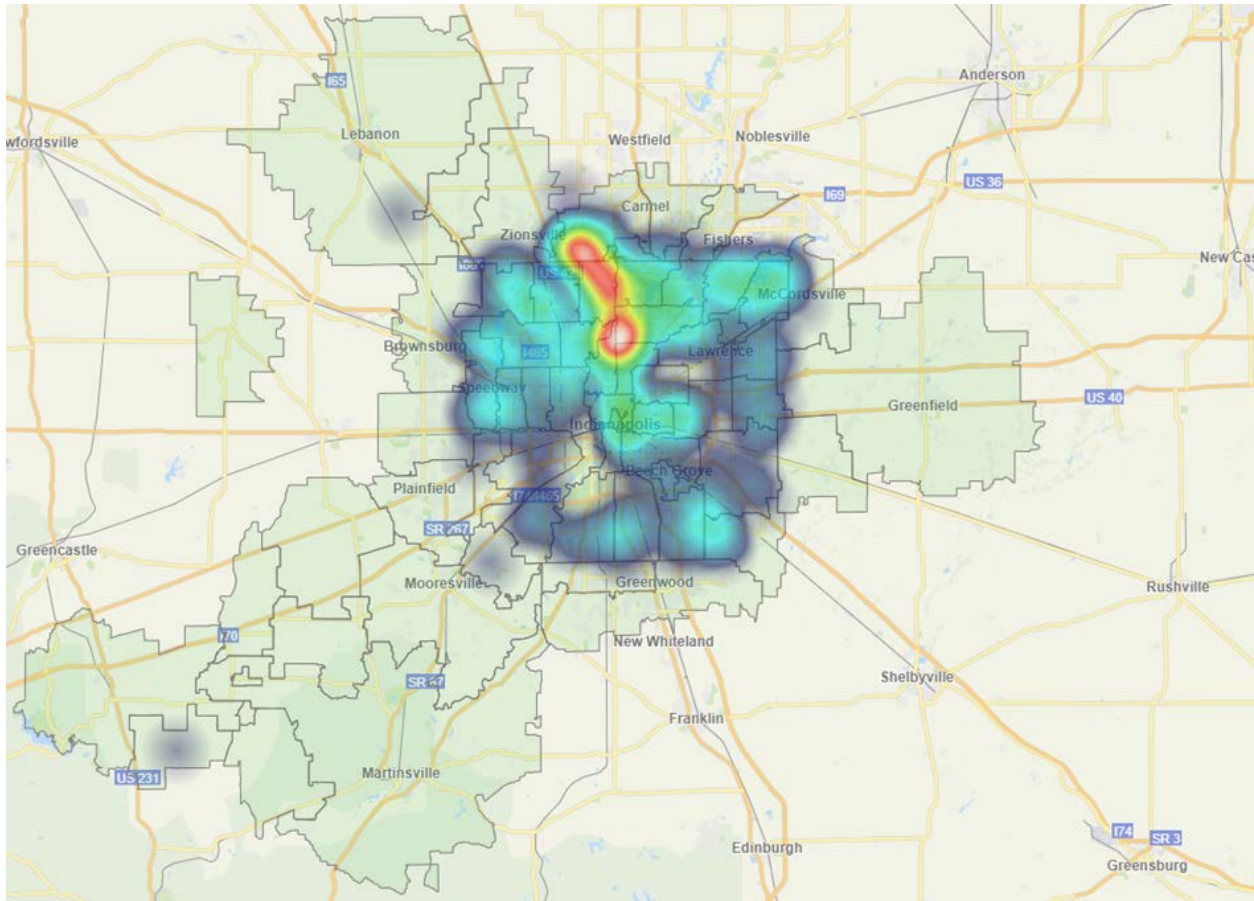 Anderson
I65
Lebanon
Westfield
Noblesville
wfordsville
US 36
I69
Carmel
Zionsville
Fishers
New Cas
McCordsville
Brownsburg
I465
Lawrence
Speedway
US 40
Greenfield
Indianapolis
Beech Grove
Plainfield
SR 267
Greencastle
Mooresville
Greenwood
Rushville
I70
New Whiteland
SR 67
Shelbyville
Franklin
Martinsville
US 231
Edinburgh
I74
SR 3
Greensburg